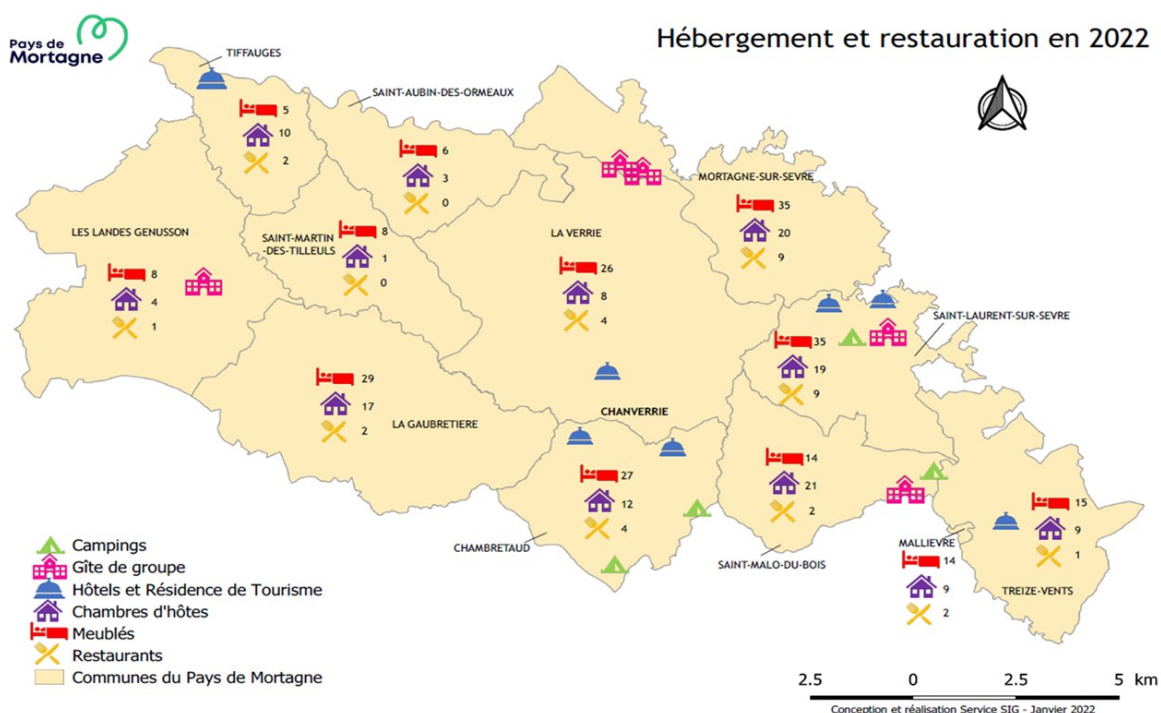 Pays de
Mortagne
Hébergement et restauration en 2022
TIFFAUGES
5
10
2
SAINT-AUBIN-DES-ORMEAUX
6
3
0
MORTAGNE-SUR-SEVRE
35
20
9
LES LANDES GENUSSON
8
4
1
SAINT-MARTIN
-DES-TILLEULS
8
1
0
LA VERRIE
26
8
4
SAINT-LAURENT-SUR-SEVRE
35
19
9
29
17
2
LA GAUBRETIERE
CHANVERRIE
27
12
4
CHAMBRETAUD
14
21
2
SAINT-MALO-DU-BOIS
MALLIEVRE
14
9
2
15
9
1
TREIZE-VENTS
Campings
Gîte de groupe
Hôtels et Résidence de Tourisme
Chambres d'hôtes
Meublés
Restaurants
Communes du Pays de Mortagne
2.5 0 2.5 5 km
Conception et réalisation Service SIG - Janvier 2022